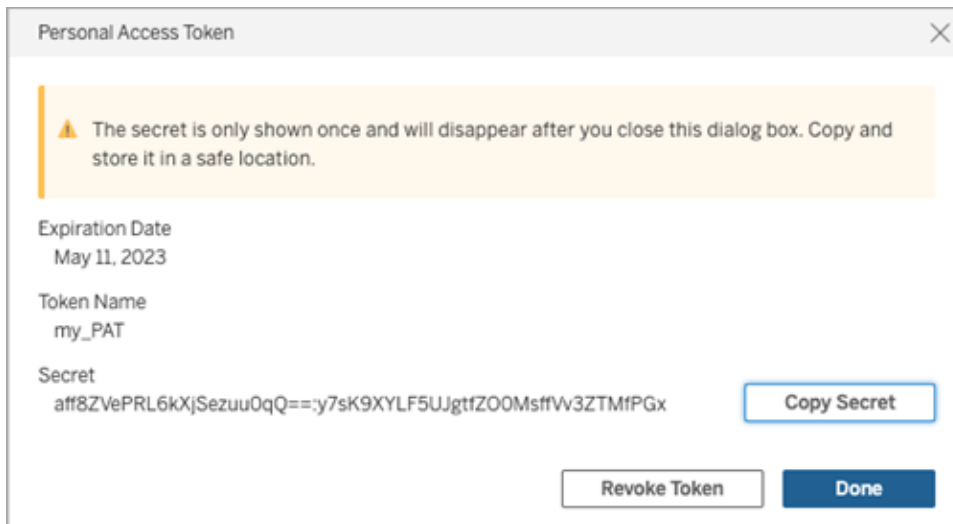 Personal Access Token
The secret is only shown once and will disappear after you close this dialog box. Copy and
store it in a safe location.
Expiration Date
May 11, 2023
Token Name
my_PAT
Secret
aff8ZVePRL6kXjSezuu0qQ==:y7sK9XYLF5UJgtfZO0MsffVv3ZTMfPGx
Copy Secret
Revoke Token
Done